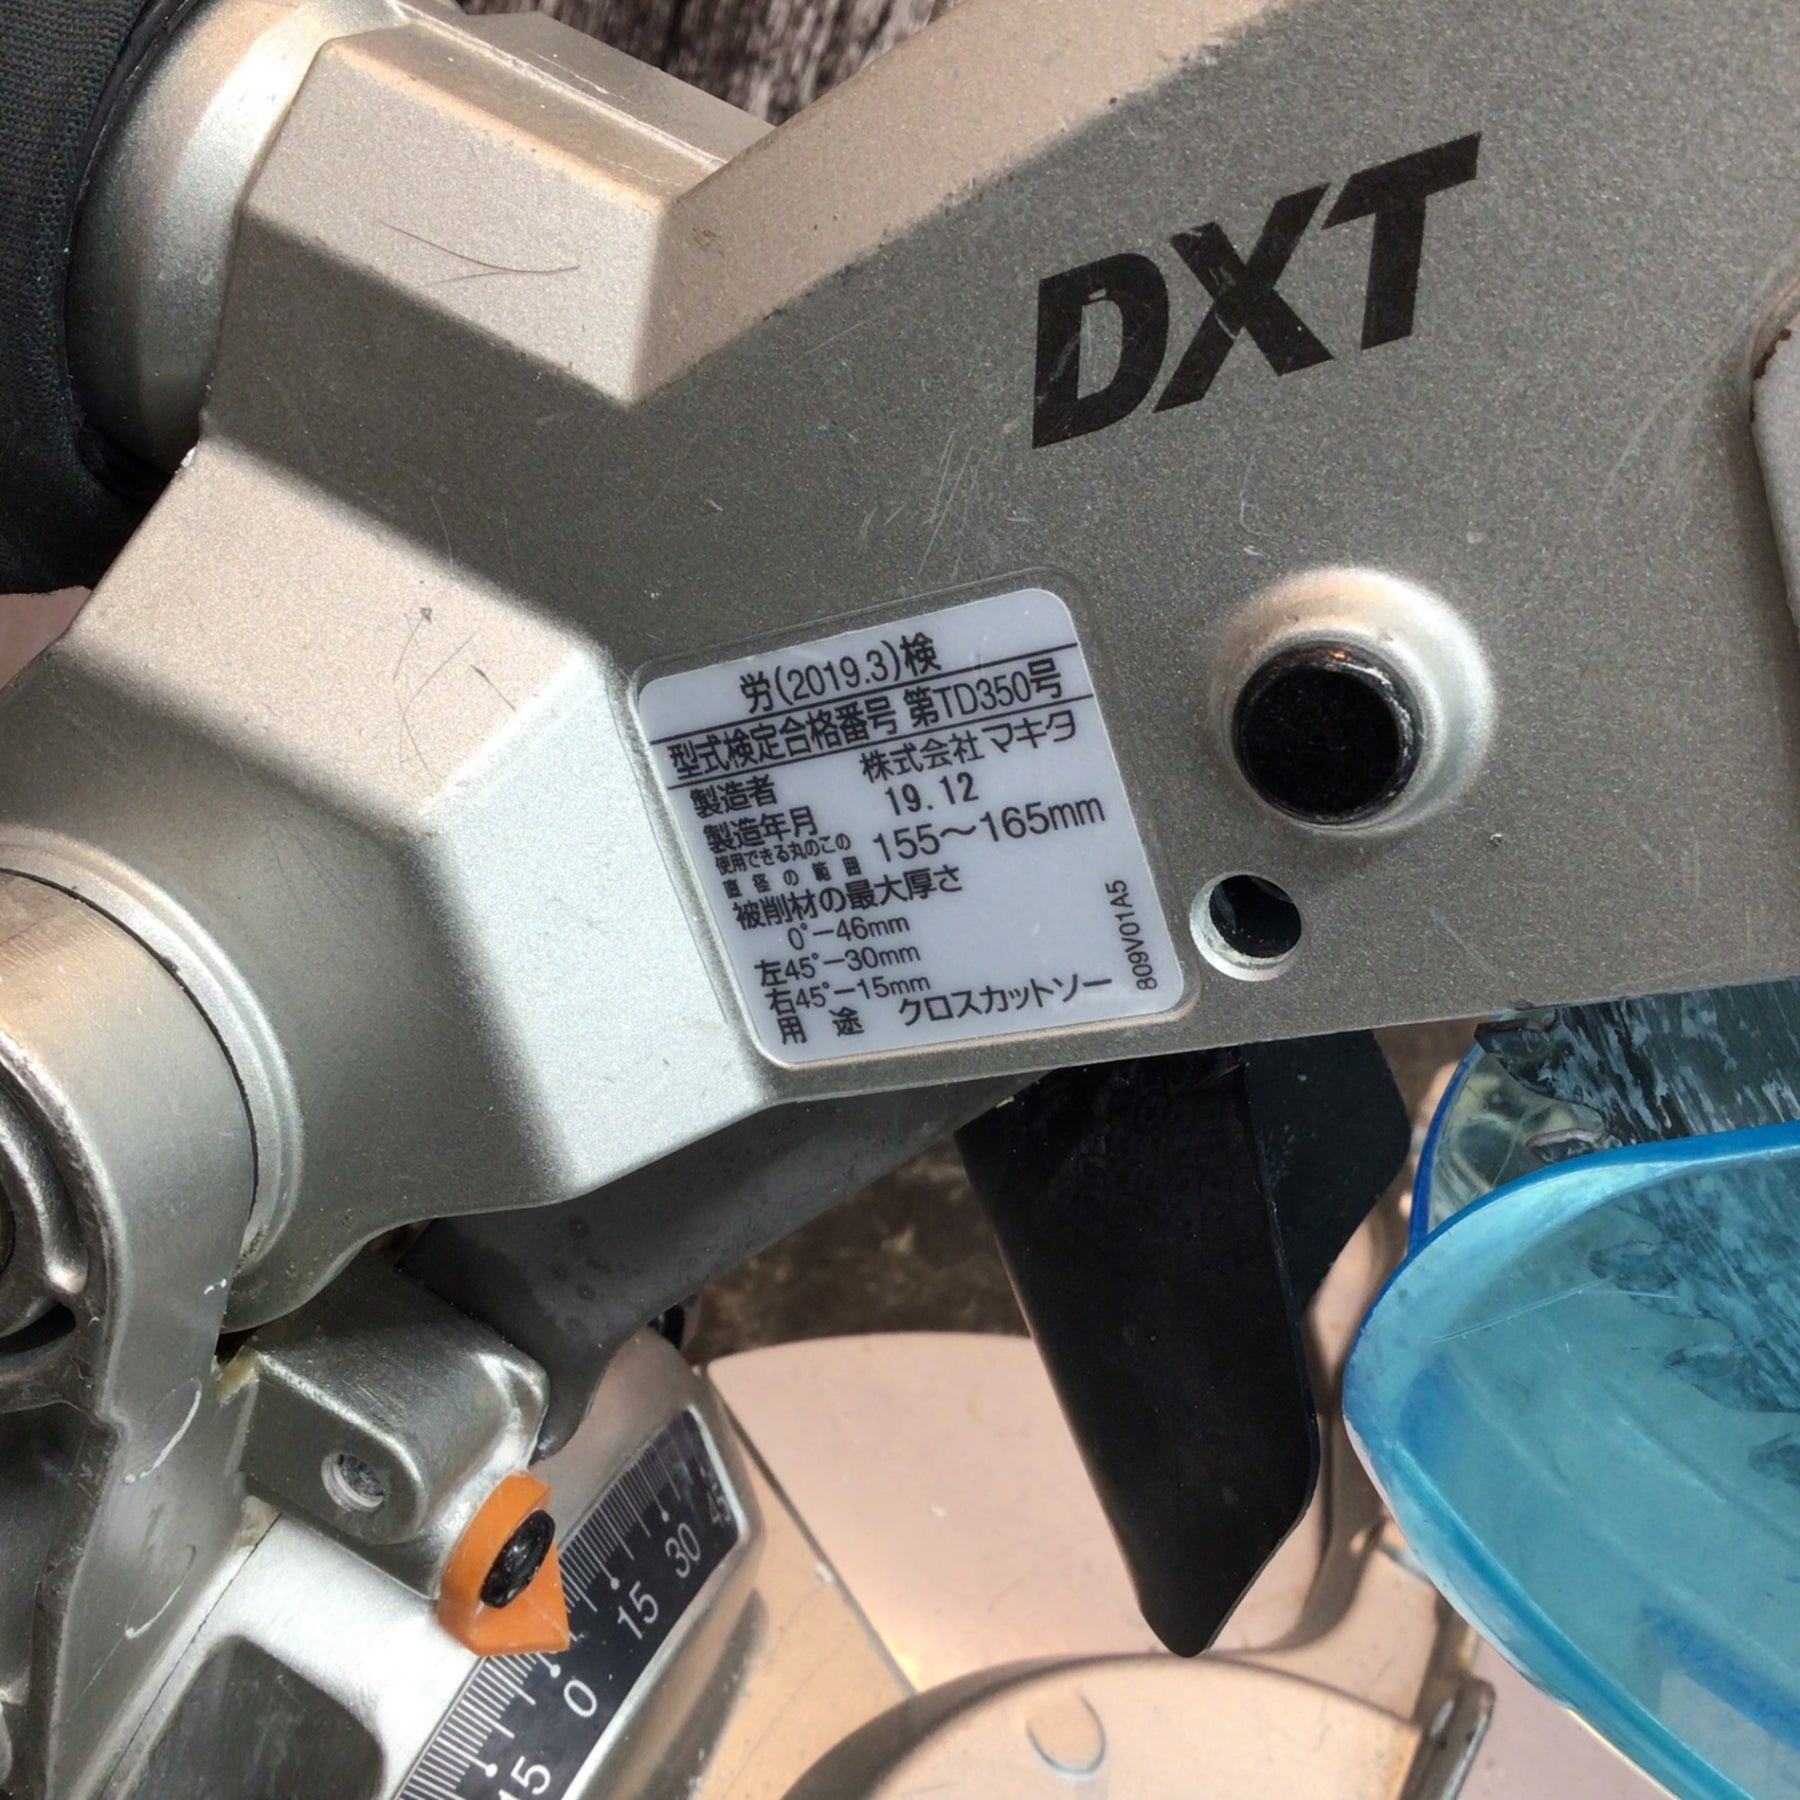 DXT
労(2019.3)検
型式検定合格番号 第TD350号
製造者 株式会社マキタ
製造年月 19.12
使用できる丸のこの
直径の範囲 155～165mm
被削材の最大厚さ
0°－46mm
左45°－30mm
右45°－15mm
用途 クロスカットソー
809V01A5
45
30
15
0
15